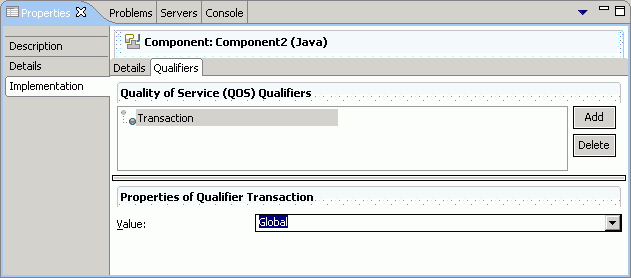 Properties Problems Servers Console
Description
Details
Implementation
Component: Component2 (Java)
Details Qualifiers
Quality of Service (QOS) Qualifiers
Transaction
Add
Delete
Properties of Qualifier Transaction
Value: Global